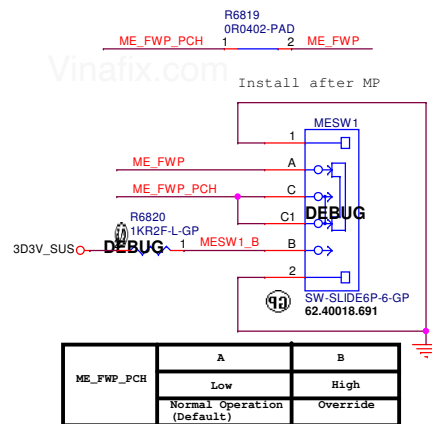 R6819
0R0402-PAD
ME_FWP_PCH 1 2 ME_FWP
Vinafix.com
Install after MP
MESW1
1
ME_FWP A
ME_FWP_PCH C
C1
DEBUG
R6820
1KR2F-L-GP
3D3V_SUS DEBUG 1 MESW1_B B
2
SW-SLIDE6P-6-GP
62.40018.691
ME_FWP_PCH
A B
Low High
Normal Operation Override
(Default)